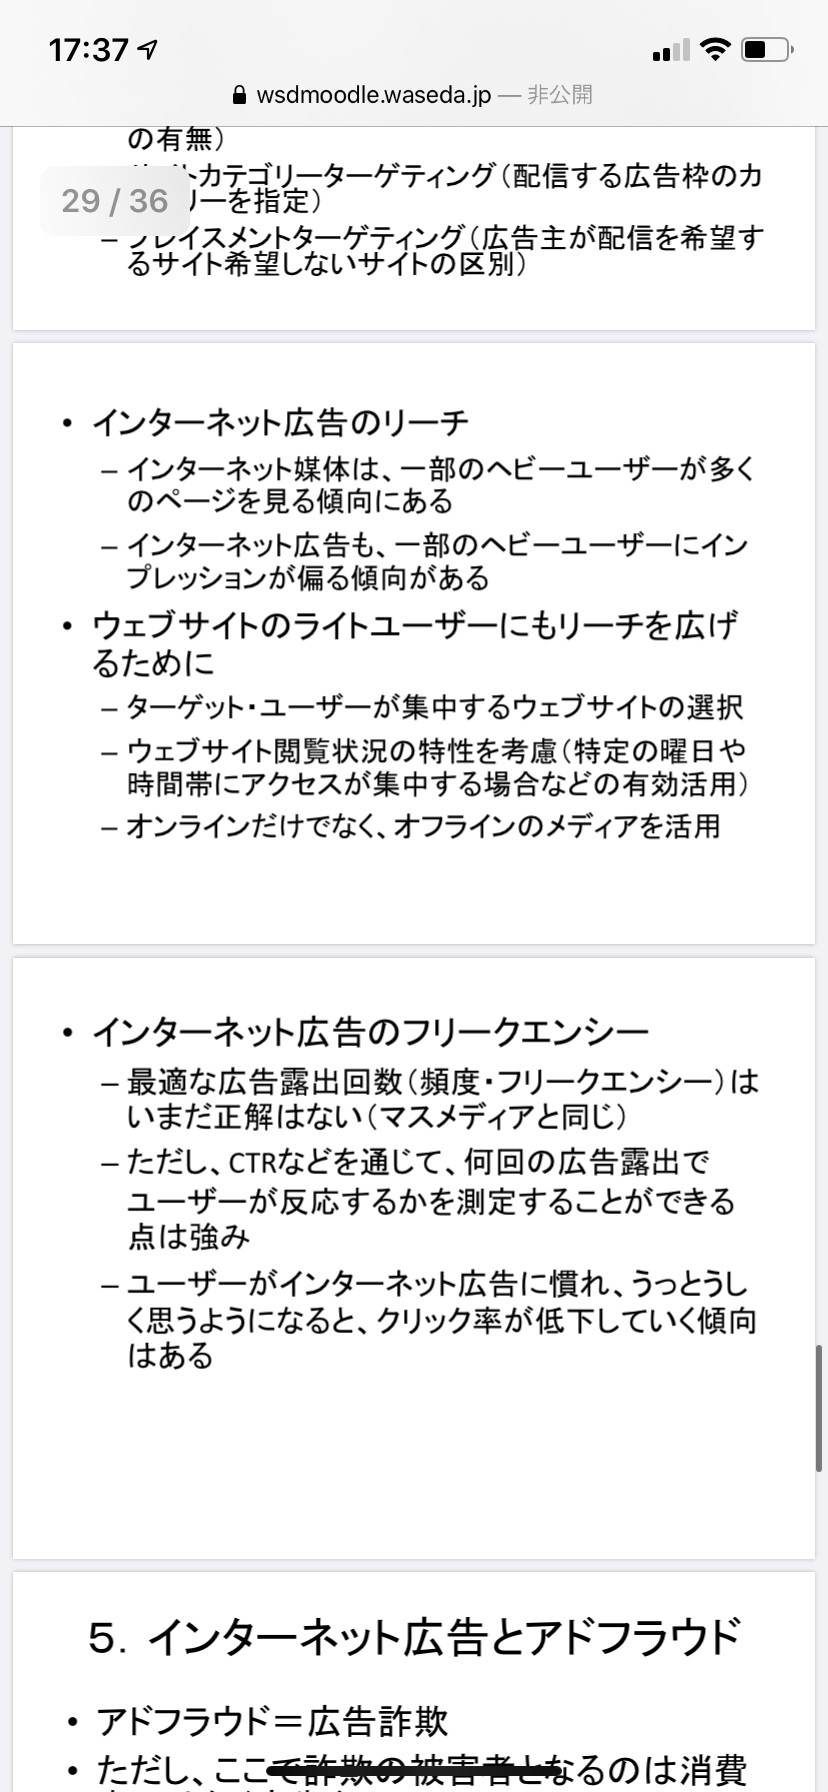 17:37
wsdmoodle.waseda.jp — 非公開
の有無）
トカテゴリーターゲティング（配信する広告枠のカ
29 / 36
リーを指定）
– プレイスメントターゲティング（広告主が配信を希望す
るサイト希望しないサイトの区別）
• インターネット広告のリーチ
– インターネット媒体は、一部のヘビーユーザーが多く
のページを見る傾向にある
– インターネット広告も、一部のヘビーユーザーにイン
プレッションが偏る傾向がある
• ウェブサイトのライトユーザーにもリーチを広げ
るために
– ターゲット・ユーザーが集中するウェブサイトの選択
– ウェブサイト閲覧状況の特性を考慮（特定の曜日や
時間帯にアクセスが集中する場合などの有効活用）
– オンラインだけでなく、オフラインのメディアを活用
• インターネット広告のフリークエンシー
– 最適な広告露出回数（頻度・フリークエンシー）は
いまだ正解はない（マスメディアと同じ）
– ただし、CTRなどを通じて、何回の広告露出で
ユーザーが反応するかを測定することができる
点は強み
– ユーザーがインターネット広告に慣れ、うっとうし
く思うようになると、クリック率が低下していく傾向
はある
5．インターネット広告とアドフラウド
• アドフラウド＝広告詐欺
• ただし、ここで詐欺の被害者となるのは消費